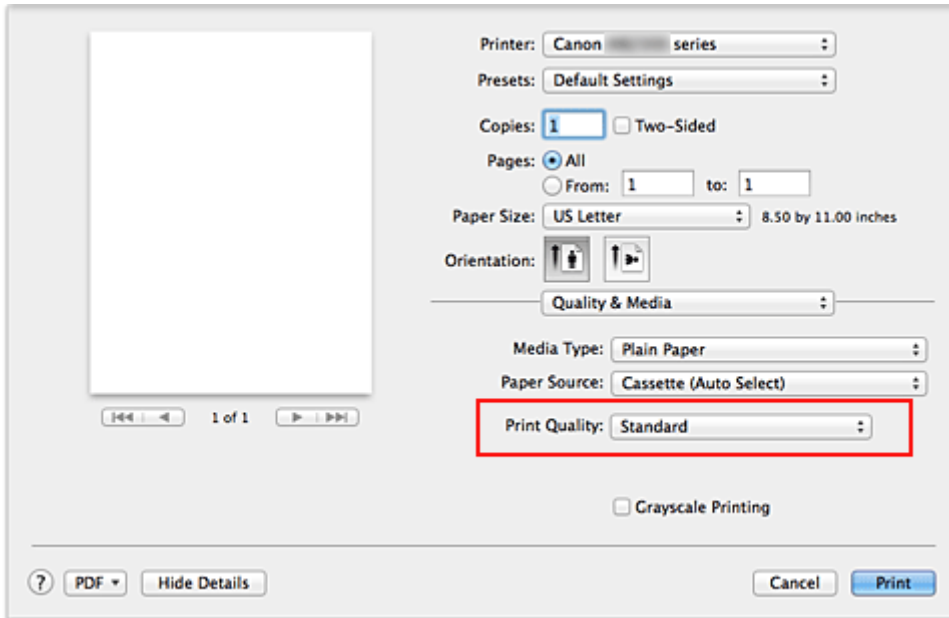 Printer: Canon series
Presets: Default Settings
Copies: 1 Two-Sided
Pages: All
From: 1 to: 1
Paper Size: US Letter 8.50 by 11.00 inches
Orientation:
Quality & Media
Media Type: Plain Paper
Paper Source: Cassette (Auto Select)
1 of 1
Print Quality: Standard
Grayscale Printing
? PDF Hide Details Cancel Print